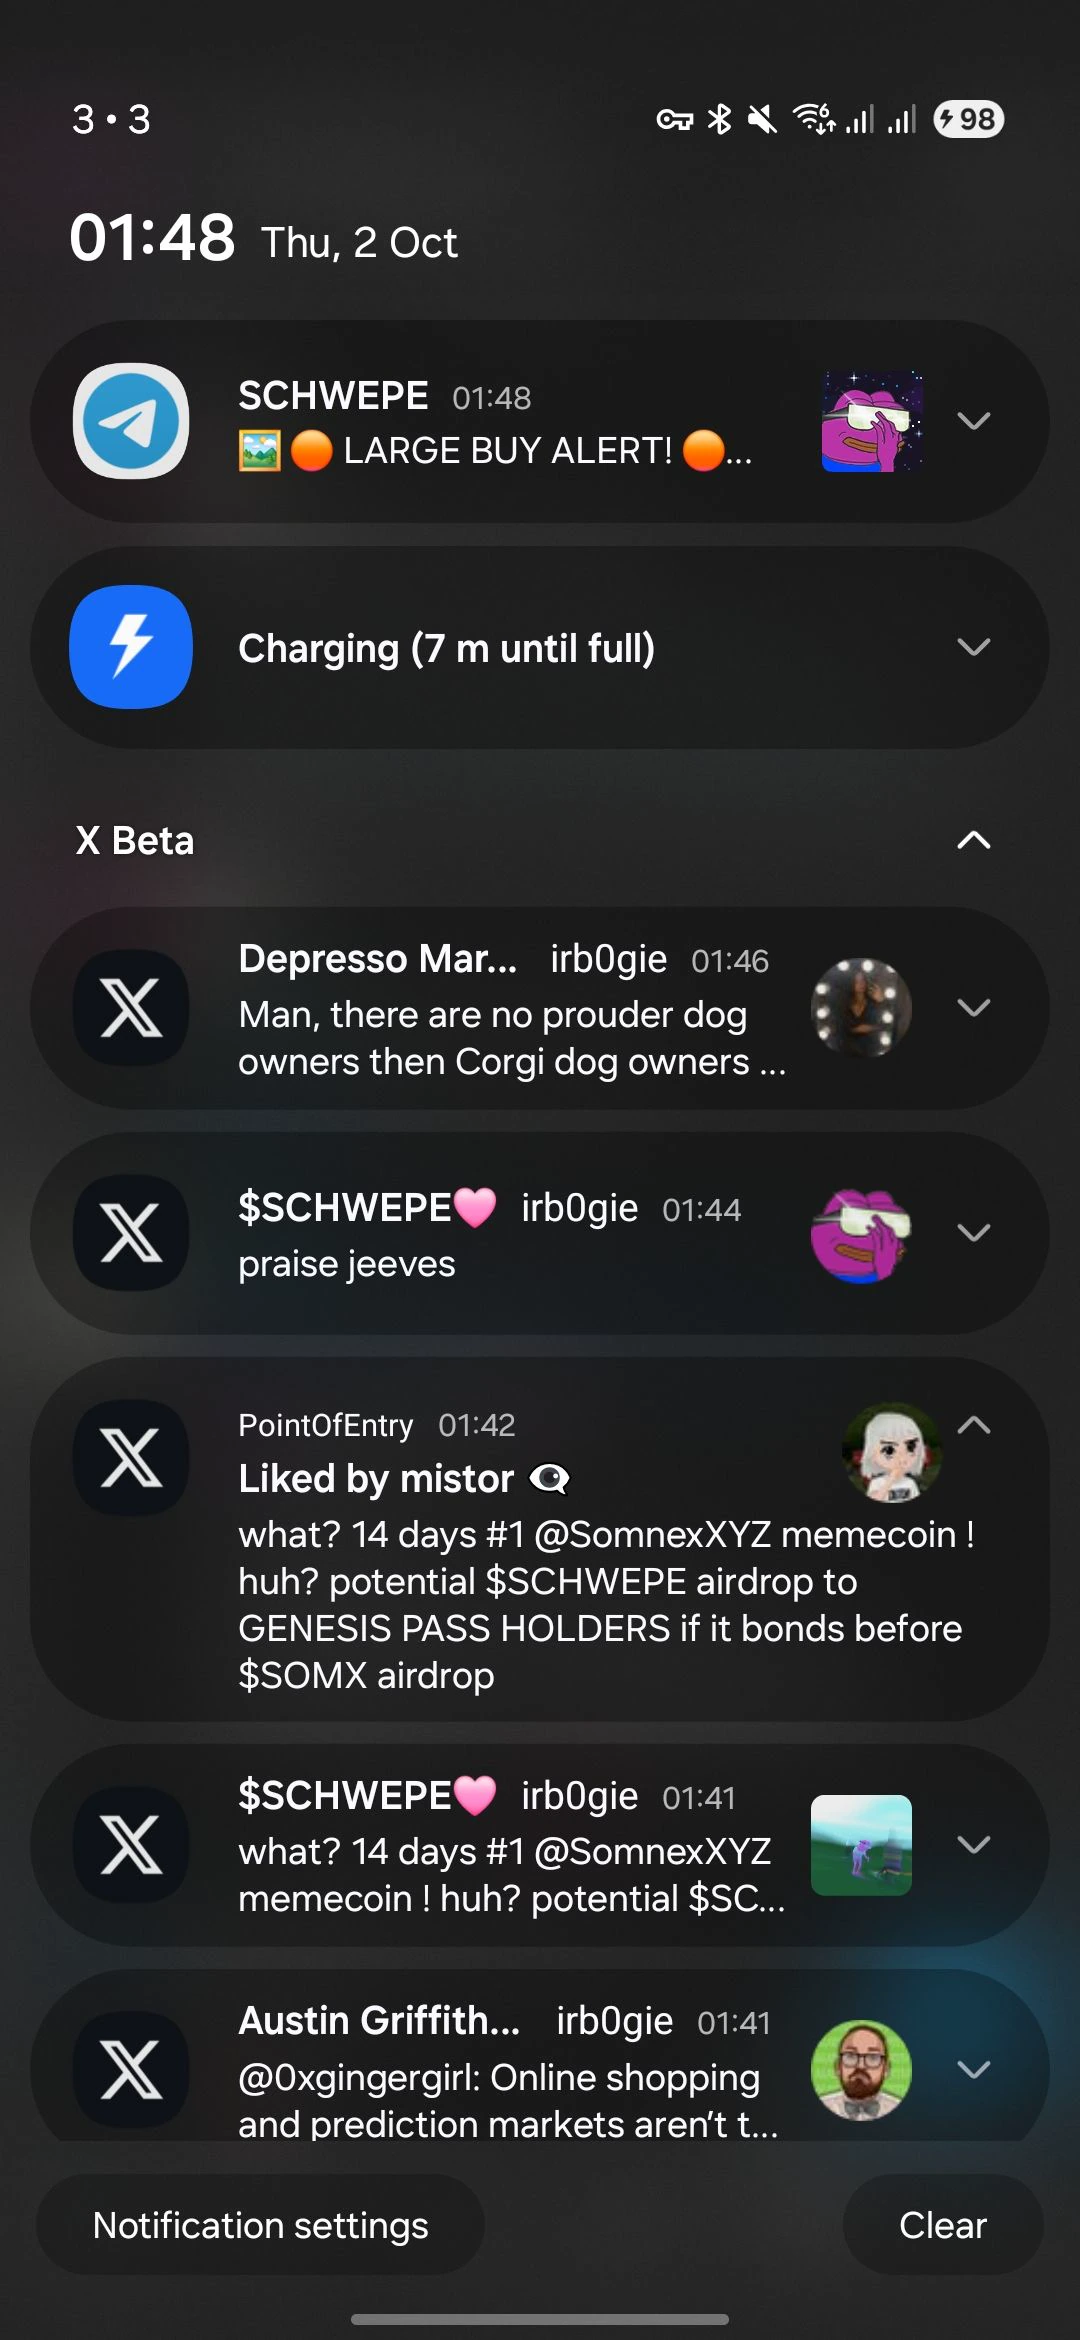 3 • 3
6
98
01:48 Thu, 2 Oct
SCHWEPE 01:48
🖼️🟠 LARGE BUY ALERT! 🟠...
Charging (7 m until full)
X Beta
Depresso Mar... irb0gie 01:46
Man, there are no prouder dog
owners then Corgi dog owners ...
$SCHWEPE🩷 irb0gie 01:44
praise jeeves
PointOfEntry 01:42
Liked by mistor 👁️‍🗨️
what? 14 days #1 @SomnexXYZ memecoin !
huh? potential $SCHWEPE airdrop to
GENESIS PASS HOLDERS if it bonds before
$SOMX airdrop
$SCHWEPE🩷 irb0gie 01:41
what? 14 days #1 @SomnexXYZ
memecoin ! huh? potential $SC...
Austin Griffith... irb0gie 01:41
@0xgingergirl: Online shopping
and prediction markets aren't t...
Notification settings
Clear